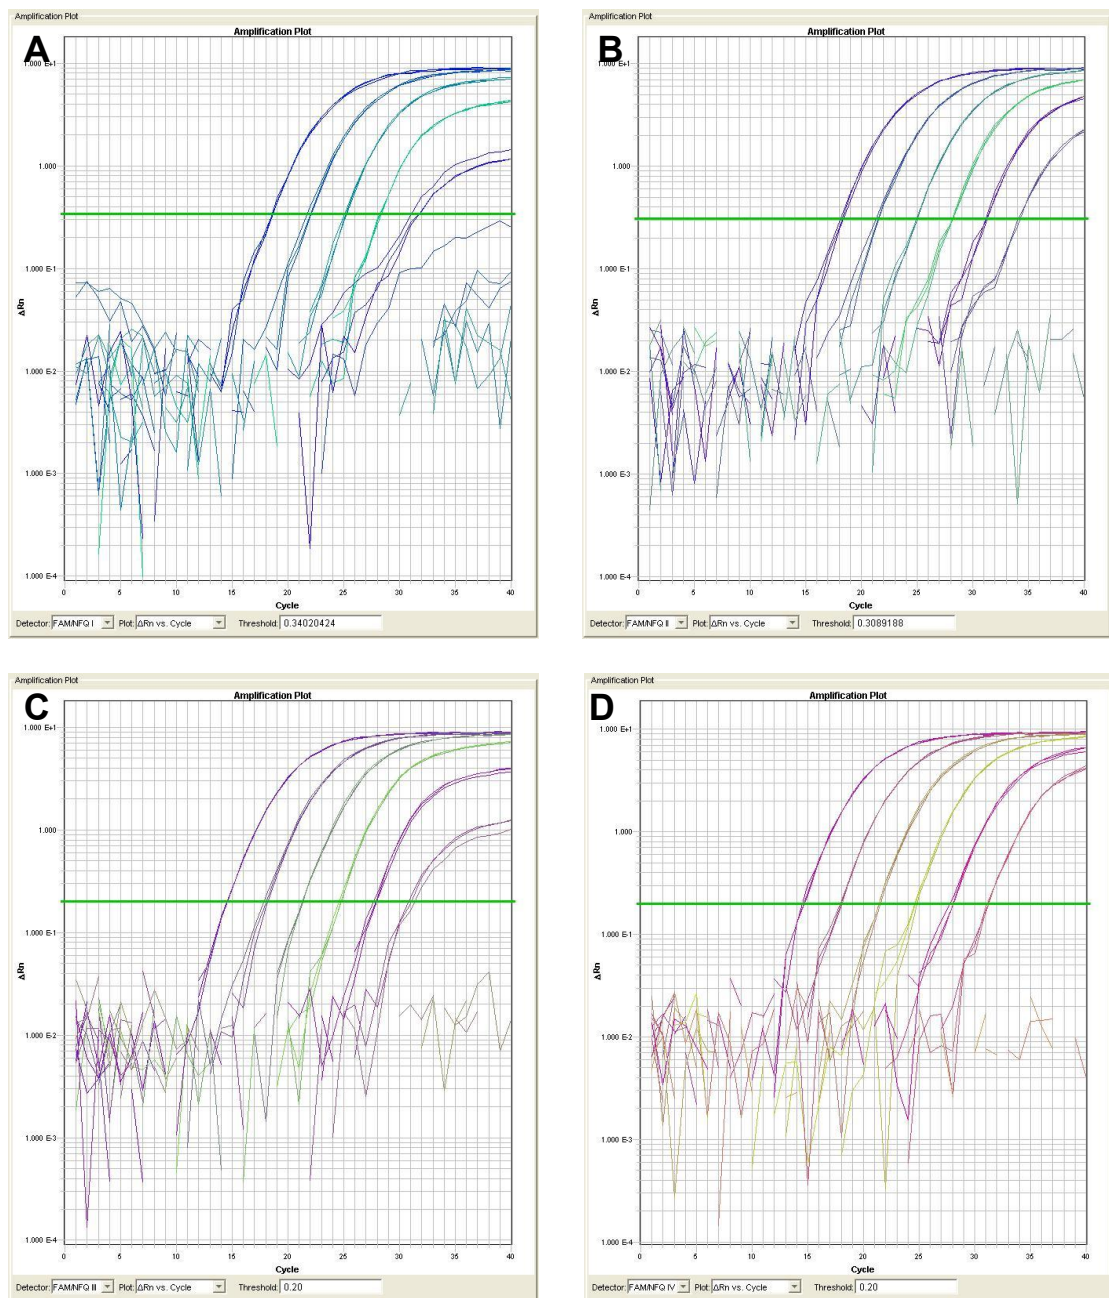 Amplification Plot
Amplification Plot
A
1.000 E+1
1.000
1.000 E-1
ΔRn
1.000 E-2
1.000 E-3
1.000 E-4
0 5 10 15 20 25 30 35 40
Cycle
Detector: FAM/NFQ I Plot: ΔRn vs. Cycle Threshold: 0.34020424
Amplification Plot
Amplification Plot
B
1.000 E+1
1.000
1.000 E-1
ΔRn
1.000 E-2
1.000 E-3
1.000 E-4
0 5 10 15 20 25 30 35 40
Cycle
Detector: FAM/NFQ II Plot: ΔRn vs. Cycle Threshold: 0.3089188
Amplification Plot
Amplification Plot
C
1.000 E+1
1.000
1.000 E-1
ΔRn
1.000 E-2
1.000 E-3
1.000 E-4
0 5 10 15 20 25 30 35 40
Cycle
Detector: FAM/NFQ III Plot: ΔRn vs. Cycle Threshold: 0.20
Amplification Plot
Amplification Plot
D
1.000 E+1
1.000
1.000 E-1
ΔRn
1.000 E-2
1.000 E-3
1.000 E-4
0 5 10 15 20 25 30 35 40
Cycle
Detector: FAM/NFQ IV Plot: ΔRn vs. Cycle Threshold: 0.20